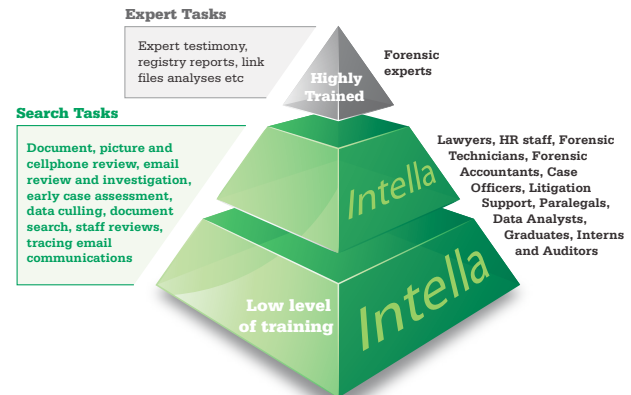 Expert Tasks
Expert testimony,
registry reports, link
files analyses etc
Highly
Trained
Forensic
experts
Search Tasks
Document, picture and
cellphone review, email
review and investigation,
early case assessment,
data culling, document
search, staff reviews,
tracing email
communications
Intella
Lawyers, HR staff, Forensic
Technicians, Forensic
Accountants, Case
Officers, Litigation
Support, Paralegals,
Data Analysts,
Graduates, Interns
and Auditors
Low level
of training
Intella